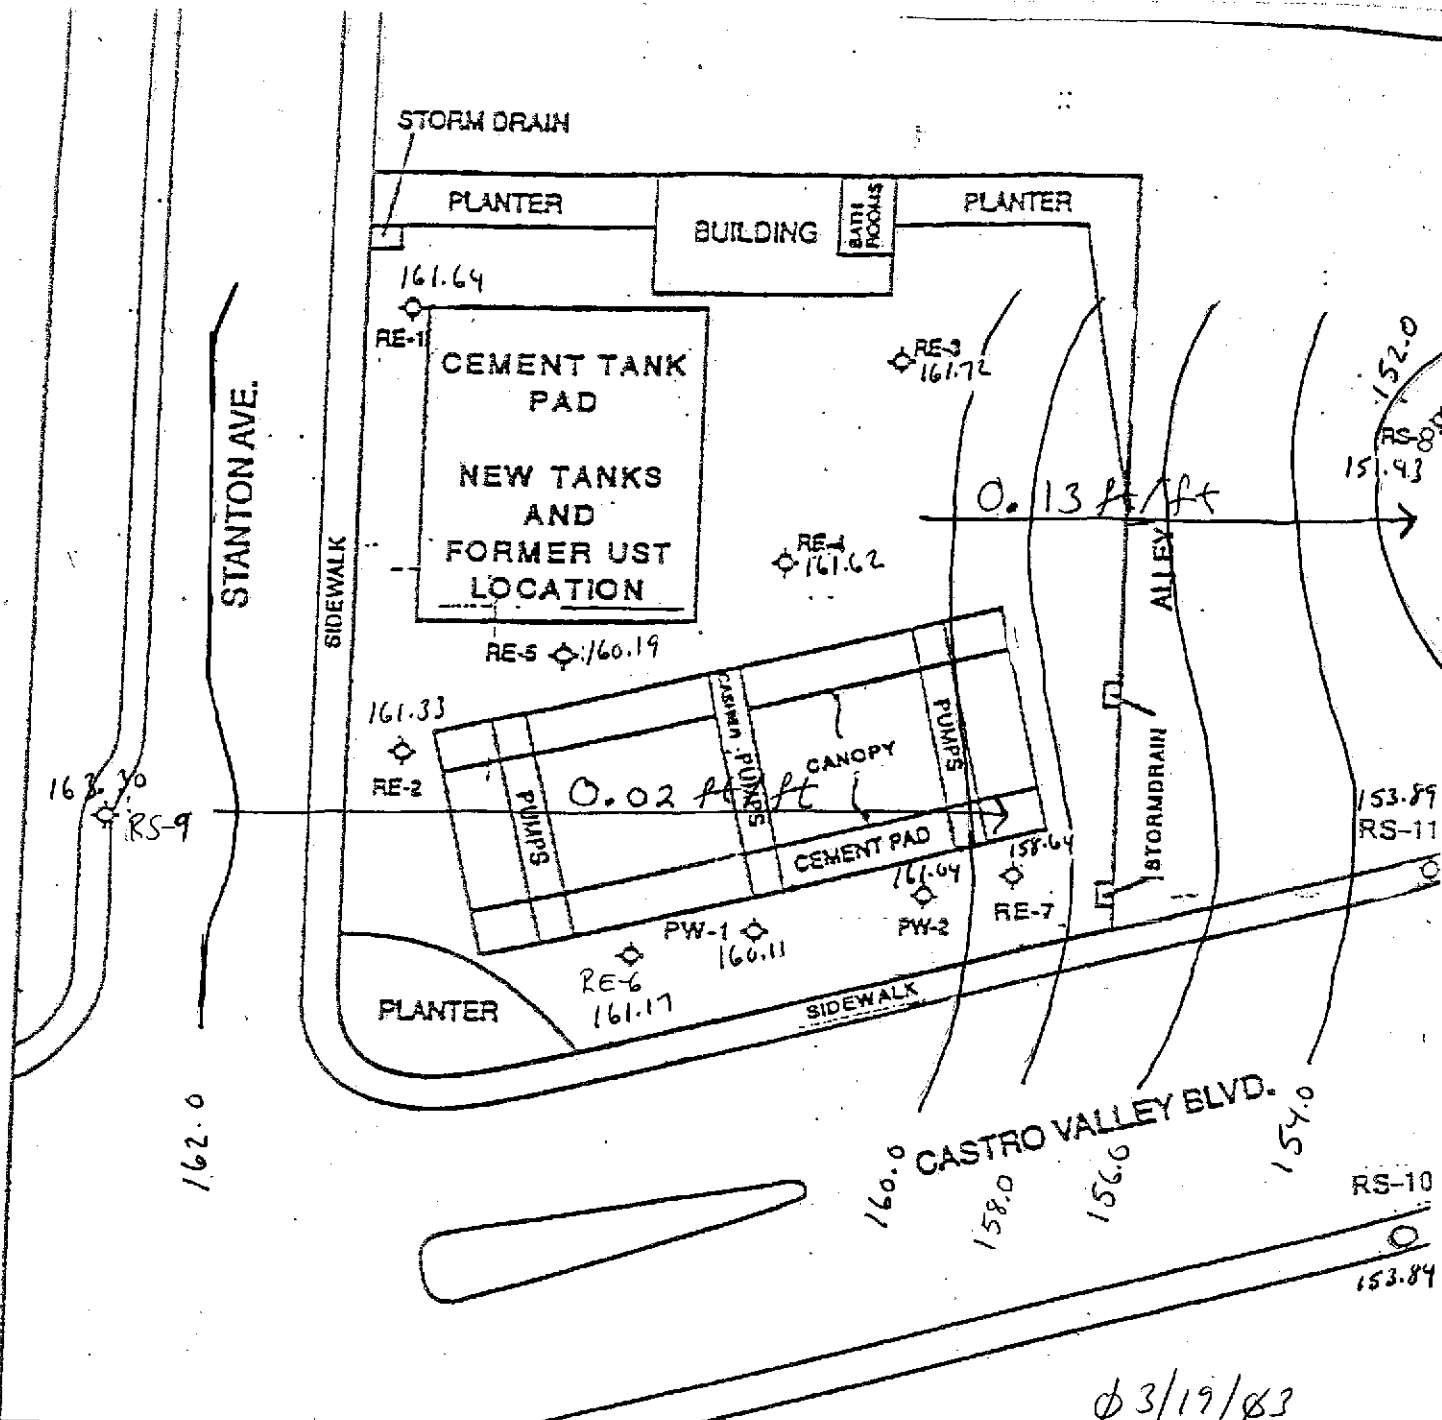 STORM DRAIN
PLANTER
BUILDING
BATH
ROOMS
PLANTER
161.64
RE-1
CEMENT TANK
PAD
NEW TANKS
AND
FORMER UST
LOCATION
RE-3
161.72
152.0
RS-8
151.93
0.13 ft/ft
STANTON AVE.
SIDEWALK
RE-4
161.62
ALLEY
RE-5 160.19
161.33
RE-2
PUMPS
PUMPS
PUMPS
CANOPY
0.02 ft/ft
163.30
RS-9
STORMDRAIN
153.89
RS-11
CEMENT PAD
161.64
PW-2
158.64
RE-7
PW-1
160.11
RE-6
161.17
PLANTER
SIDEWALK
162.0
CASTRO VALLEY BLVD.
160.0
158.0
156.0
154.0
RS-10
153.84
03/19/03